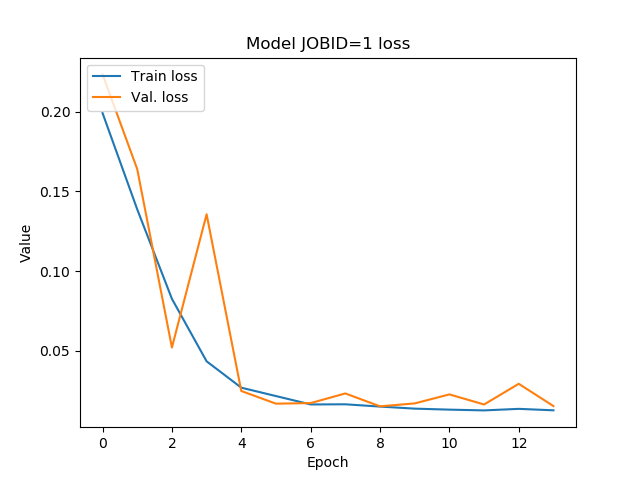 Model JOBID=1 loss
Train loss
Val. loss
0.20
0.15
0.10
0.05
Value
0 2 4 6 8 10 12
Epoch